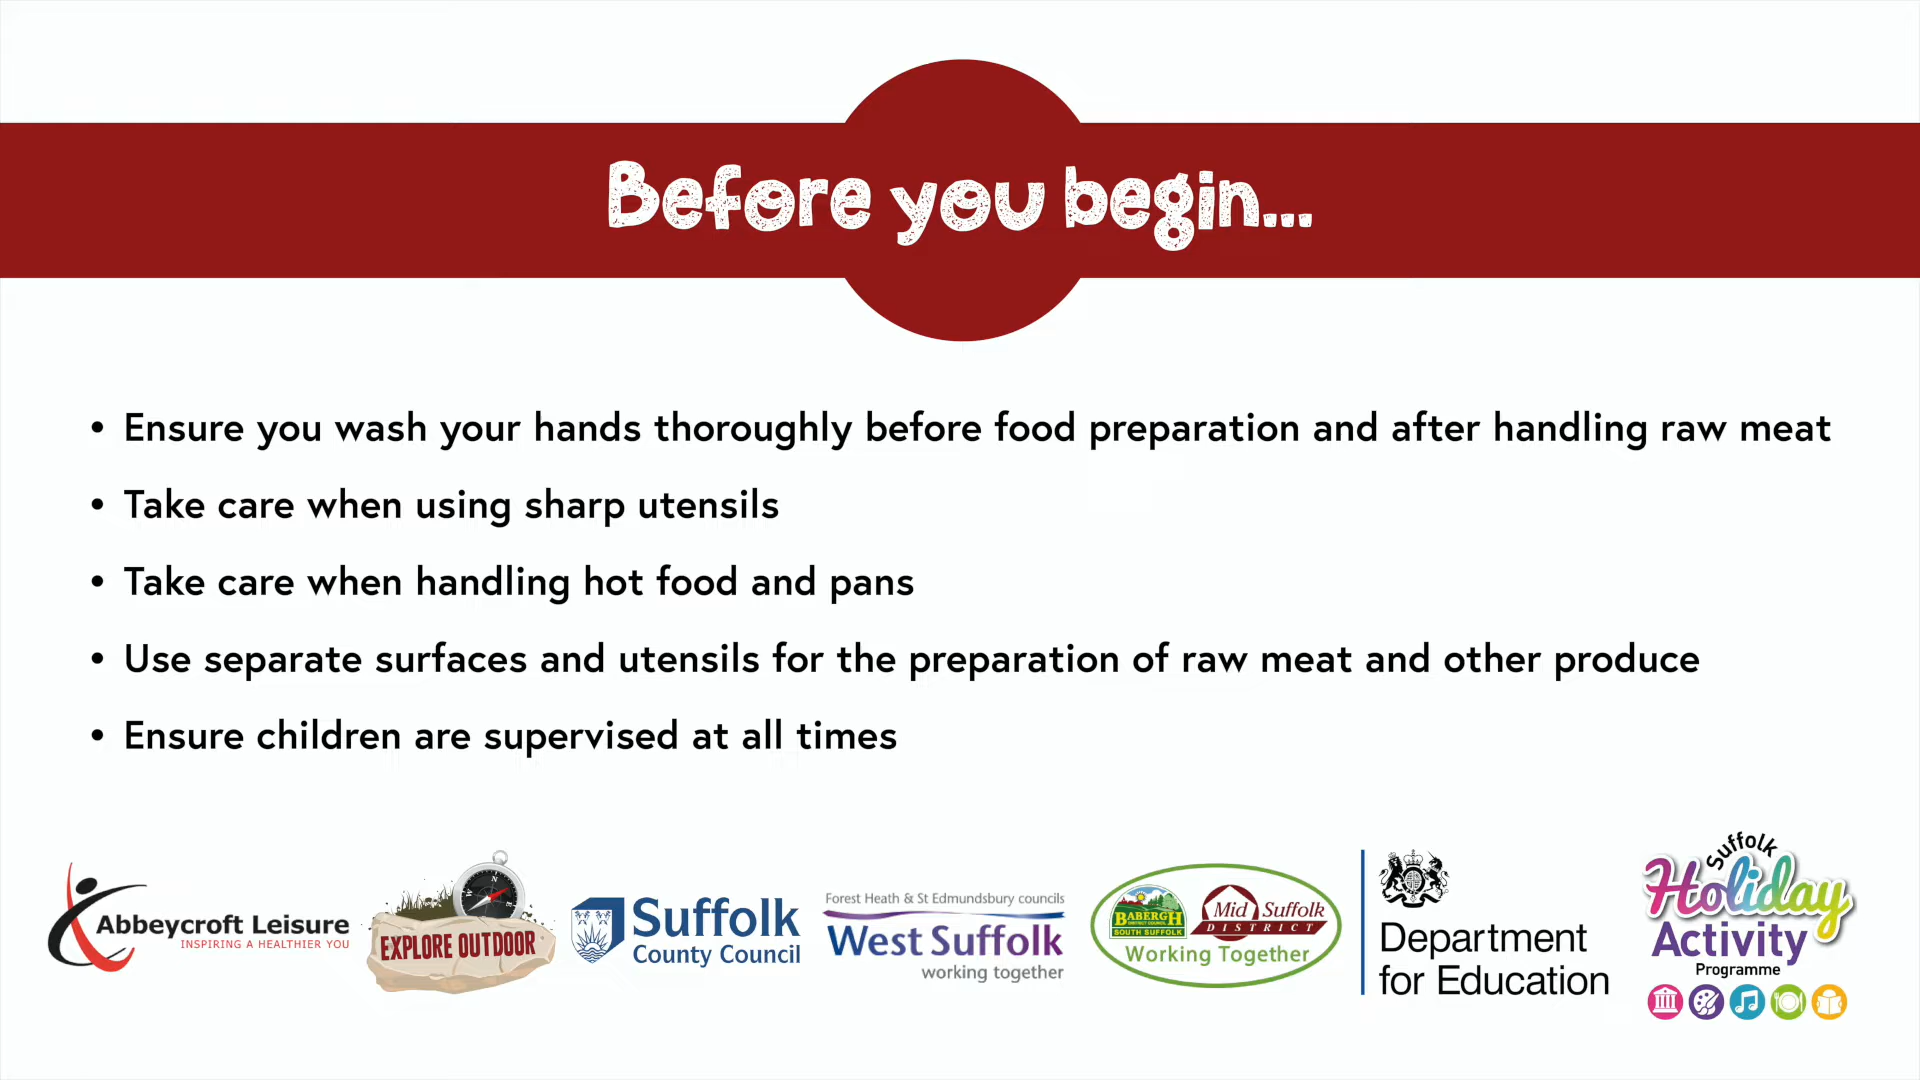 Before you begin...
• Ensure you wash your hands thoroughly before food preparation and after handling raw meat
• Take care when using sharp utensils
• Take care when handling hot food and pans
• Use separate surfaces and utensils for the preparation of raw meat and other produce
• Ensure children are supervised at all times
Abbeycroft Leisure
INSPIRING A HEALTHIER YOU
N
W
E
S
EXPLORE OUTDOOR
Suffolk
County Council
Forest Heath & St Edmundsbury councils
West Suffolk
working together
BABERGH
DISTRICT COUNCIL
SOUTH SUFFOLK
Mid Suffolk
DISTRICT
Working Together
Department
for Education
Suffolk
Holiday
Activity
Programme